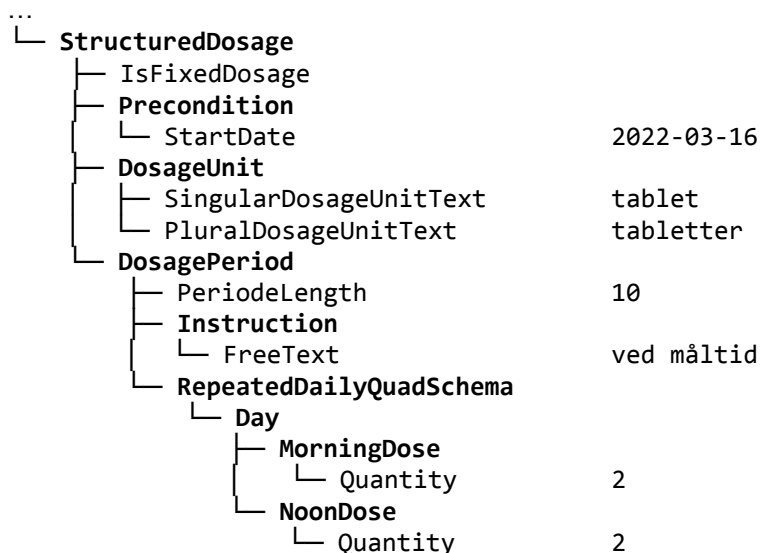 …
StructuredDosage
IsFixedDosage
Precondition
StartDate 2022-03-16
DosageUnit
SingularDosageUnitText tablet
PluralDosageUnitText tabletter
DosagePeriod
PeriodeLength 10
Instruction
FreeText ved måltid
RepeatedDailyQuadSchema
Day
MorningDose
Quantity 2
NoonDose
Quantity 2